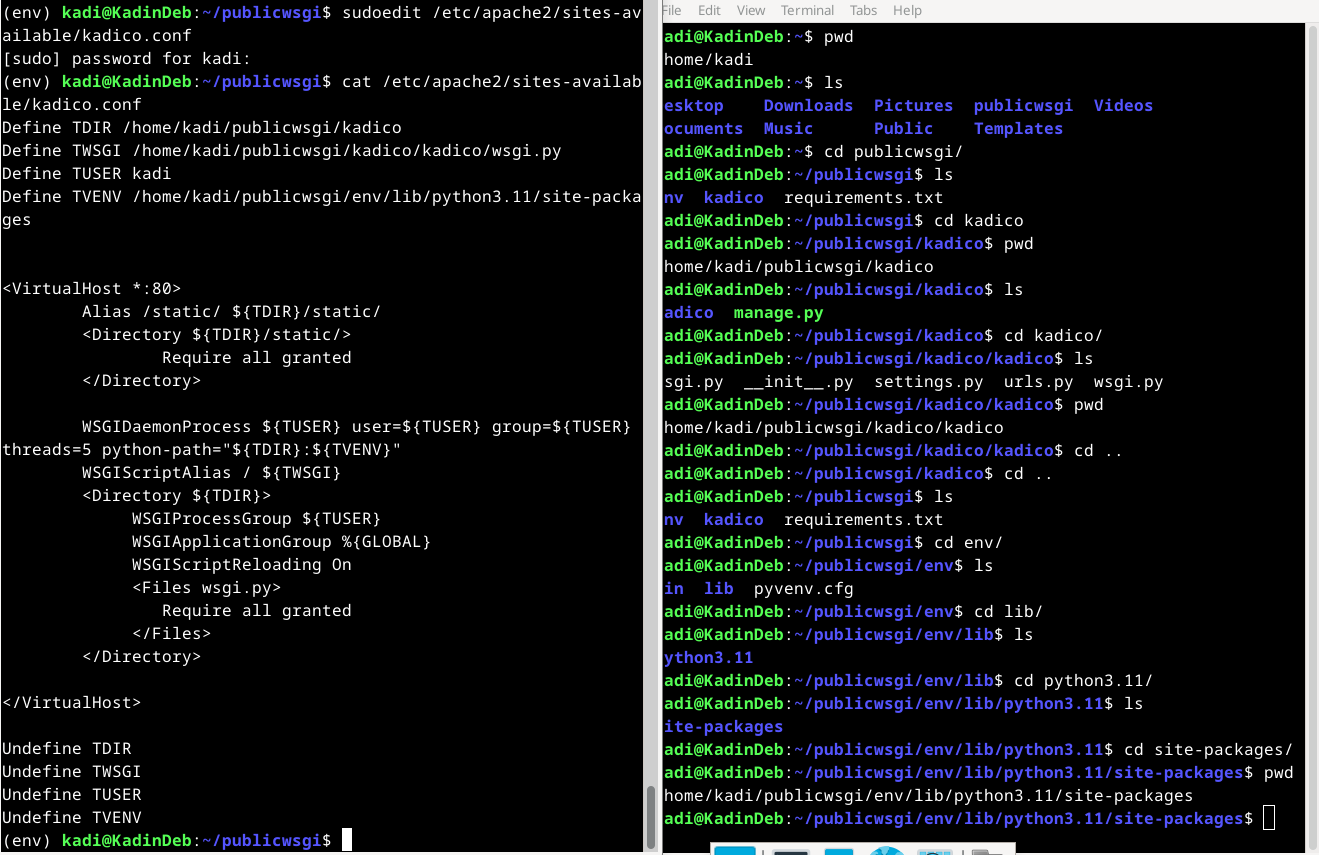 (env) kadi@KadinDeb:~/publicwsgi$ sudoedit /etc/apache2/sites-av
ailable/kadico.conf
[sudo] password for kadi:
(env) kadi@KadinDeb:~/publicwsgi$ cat /etc/apache2/sites-availab
le/kadico.conf
Define TDIR /home/kadi/publicwsgi/kadico
Define TWSGI /home/kadi/publicwsgi/kadico/kadico/wsgi.py
Define TUSER kadi
Define TVENV /home/kadi/publicwsgi/env/lib/python3.11/site-packa
ges
<VirtualHost *:80>
Alias /static/ ${TDIR}/static/
<Directory ${TDIR}/static/>
Require all granted
</Directory>
WSGIDaemonProcess ${TUSER} user=${TUSER} group=${TUSER}
threads=5 python-path="${TDIR}:${TVENV}"
WSGIScriptAlias / ${TWSGI}
<Directory ${TDIR}>
WSGIProcessGroup ${TUSER}
WSGIApplicationGroup %{GLOBAL}
WSGIScriptReloading On
<Files wsgi.py>
Require all granted
</Files>
</Directory>
</VirtualHost>
Undefine TDIR
Undefine TWSGI
Undefine TUSER
Undefine TVENV
(env) kadi@KadinDeb:~/publicwsgi$
File Edit View Terminal Tabs Help
adi@KadinDeb:~$ pwd
home/kadi
adi@KadinDeb:~$ ls
esktop Downloads Pictures publicwsgi Videos
ocuments Music Public Templates
adi@KadinDeb:~$ cd publicwsgi/
adi@KadinDeb:~/publicwsgi$ ls
nv kadico requirements.txt
adi@KadinDeb:~/publicwsgi$ cd kadico
adi@KadinDeb:~/publicwsgi/kadico$ pwd
home/kadi/publicwsgi/kadico
adi@KadinDeb:~/publicwsgi/kadico$ ls
adico manage.py
adi@KadinDeb:~/publicwsgi/kadico$ cd kadico/
adi@KadinDeb:~/publicwsgi/kadico/kadico$ ls
sgi.py __init__.py settings.py urls.py wsgi.py
adi@KadinDeb:~/publicwsgi/kadico/kadico$ pwd
home/kadi/publicwsgi/kadico/kadico
adi@KadinDeb:~/publicwsgi/kadico/kadico$ cd ..
adi@KadinDeb:~/publicwsgi/kadico$ cd ..
adi@KadinDeb:~/publicwsgi$ ls
nv kadico requirements.txt
adi@KadinDeb:~/publicwsgi$ cd env/
adi@KadinDeb:~/publicwsgi/env$ ls
in lib pyvenv.cfg
adi@KadinDeb:~/publicwsgi/env$ cd lib/
adi@KadinDeb:~/publicwsgi/env/lib$ ls
ython3.11
adi@KadinDeb:~/publicwsgi/env/lib$ cd python3.11/
adi@KadinDeb:~/publicwsgi/env/lib/python3.11$ ls
ite-packages
adi@KadinDeb:~/publicwsgi/env/lib/python3.11$ cd site-packages/
adi@KadinDeb:~/publicwsgi/env/lib/python3.11/site-packages$ pwd
home/kadi/publicwsgi/env/lib/python3.11/site-packages
adi@KadinDeb:~/publicwsgi/env/lib/python3.11/site-packages$